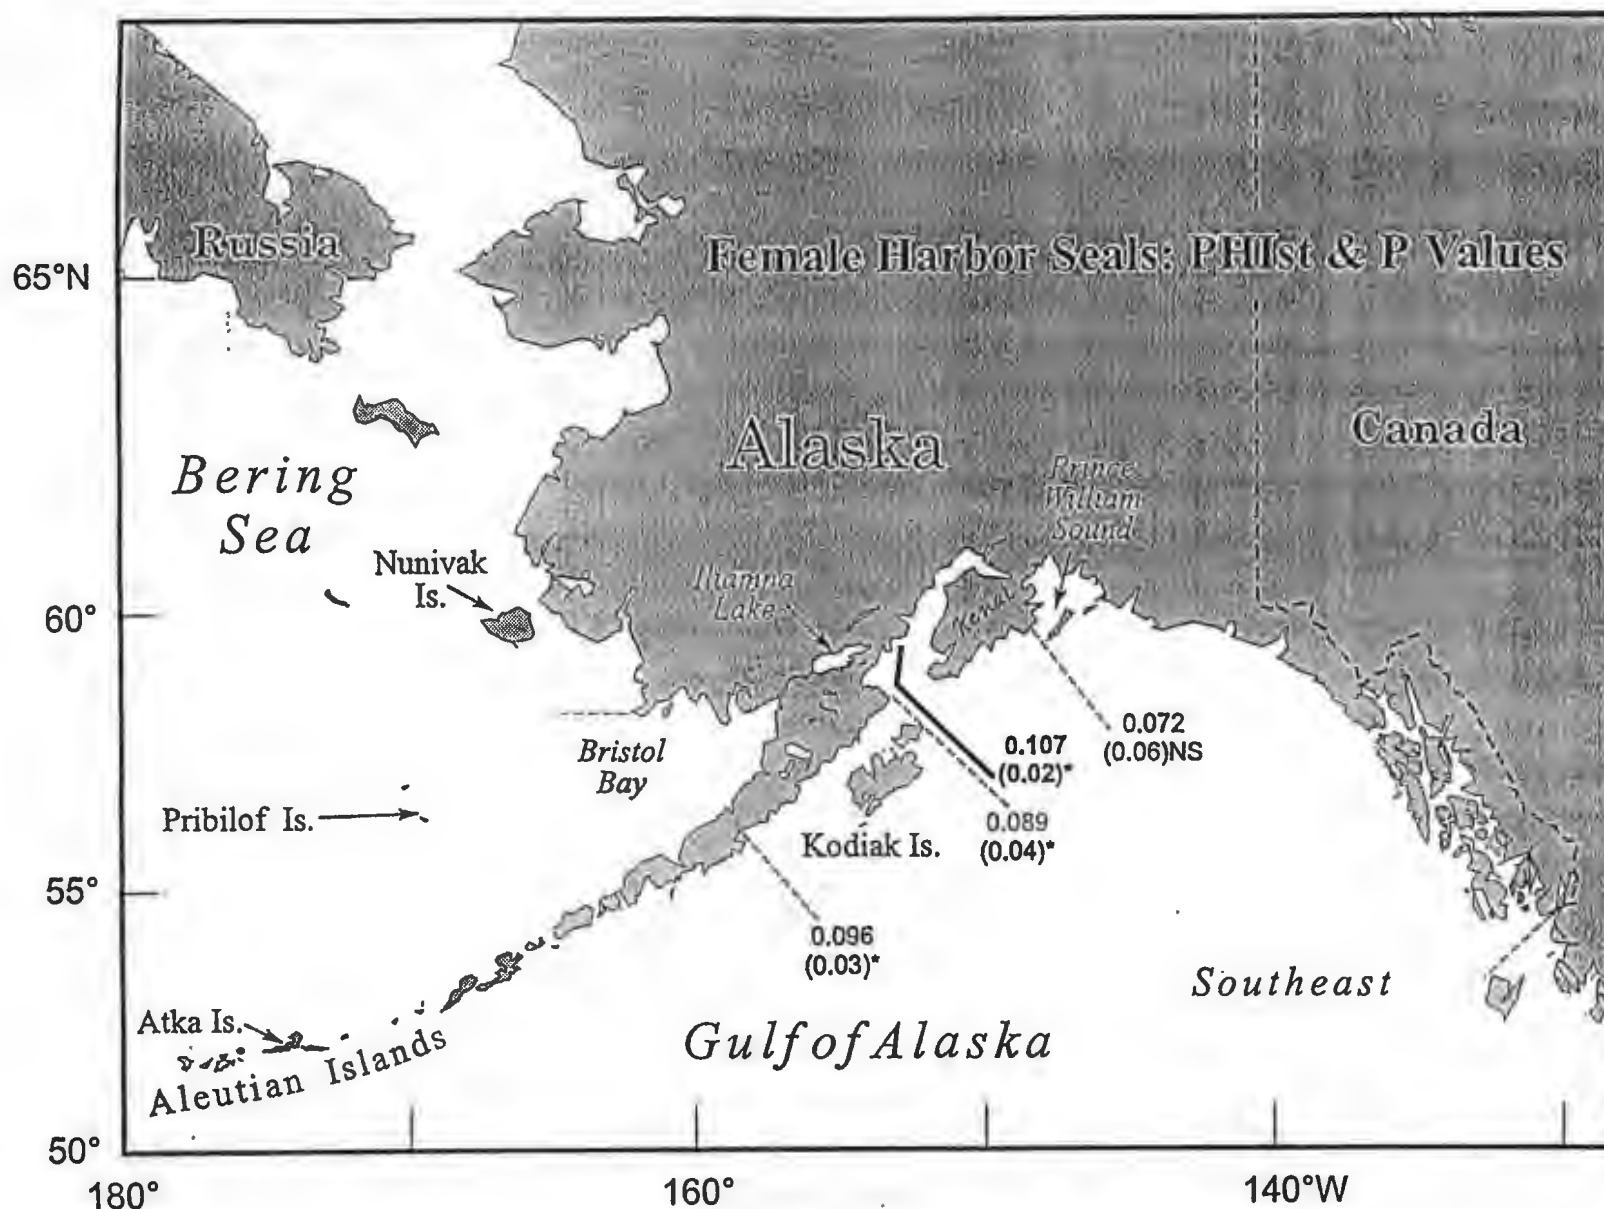 Russia
65°N
Female Harbor Seals: PHIst & P Values
Alaska
Canada
Bering
Sea
Prince
William
Sound
Nunivak
Is.
Iliamna
Lake
Kenai
60°
0.072
(0.06)NS
0.107
(0.02)*
Bristol
Bay
Pribilof Is.
0.089
(0.04)*
Kodiak Is.
55°
0.096
(0.03)*
Southeast
Atka Is.
Gulf of Alaska
Aleutian Islands
50°
180°
160°
140°W